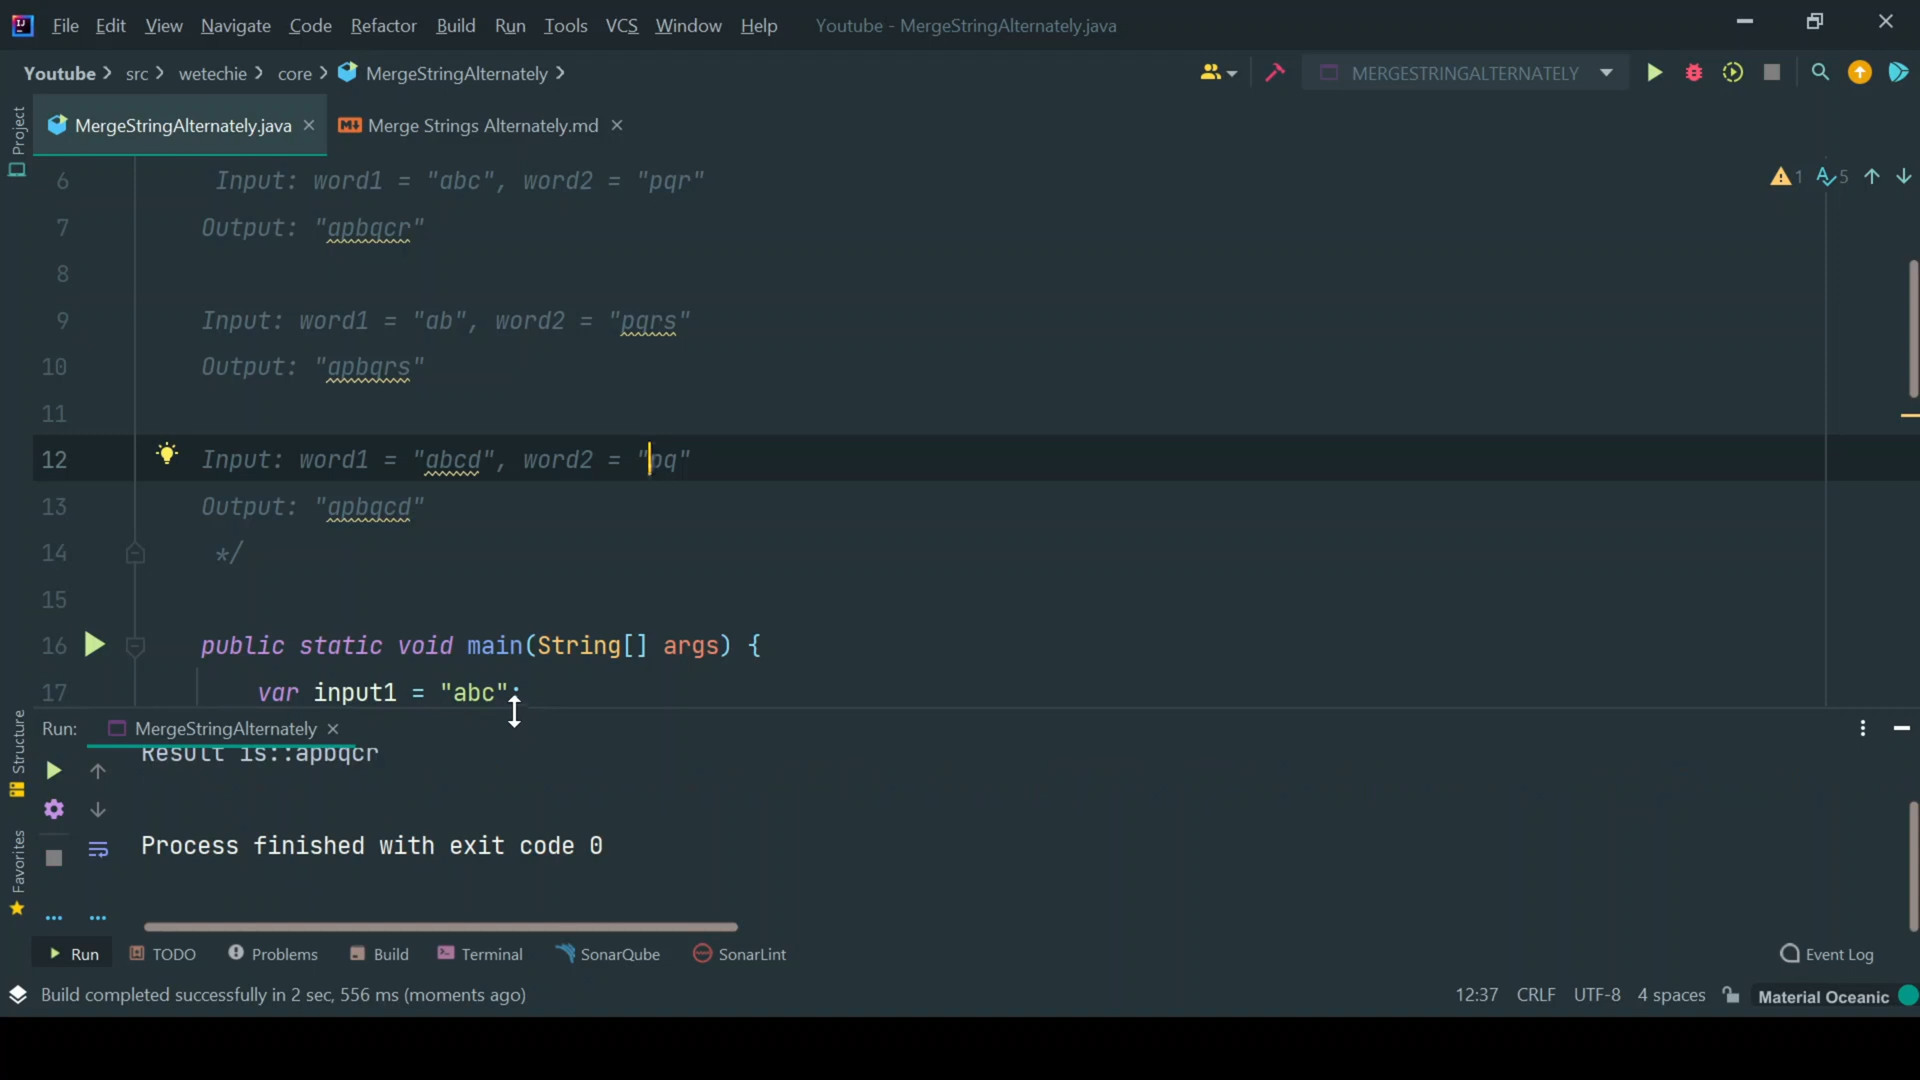 File Edit View Navigate Code Refactor Build Run Tools VCS Window Help Youtube - MergeStringAlternately.java
Youtube src wetechie core MergeStringAlternately MERGESTRINGALTERNATELY
MergeStringAlternately.java Merge Strings Alternately.md
Project
6 Input: word1 = "abc", word2 = "pqr" 1 5
7 Output: "apbqcr"
8
9 Input: word1 = "ab", word2 = "pqrs"
10 Output: "apbqrs"
11
12 Input: word1 = "abcd", word2 = "pq"
13 Output: "apbqcd"
14 */
15
16 public static void main(String[] args) {
17 var input1 = "abc";
Structure
Favorites
Run: MergeStringAlternately
Result is::apbqcr
Process finished with exit code 0
Run TODO Problems Build Terminal SonarQube SonarLint Event Log
Build completed successfully in 2 sec, 556 ms (moments ago) 12:37 CRLF UTF-8 4 spaces Material Oceanic